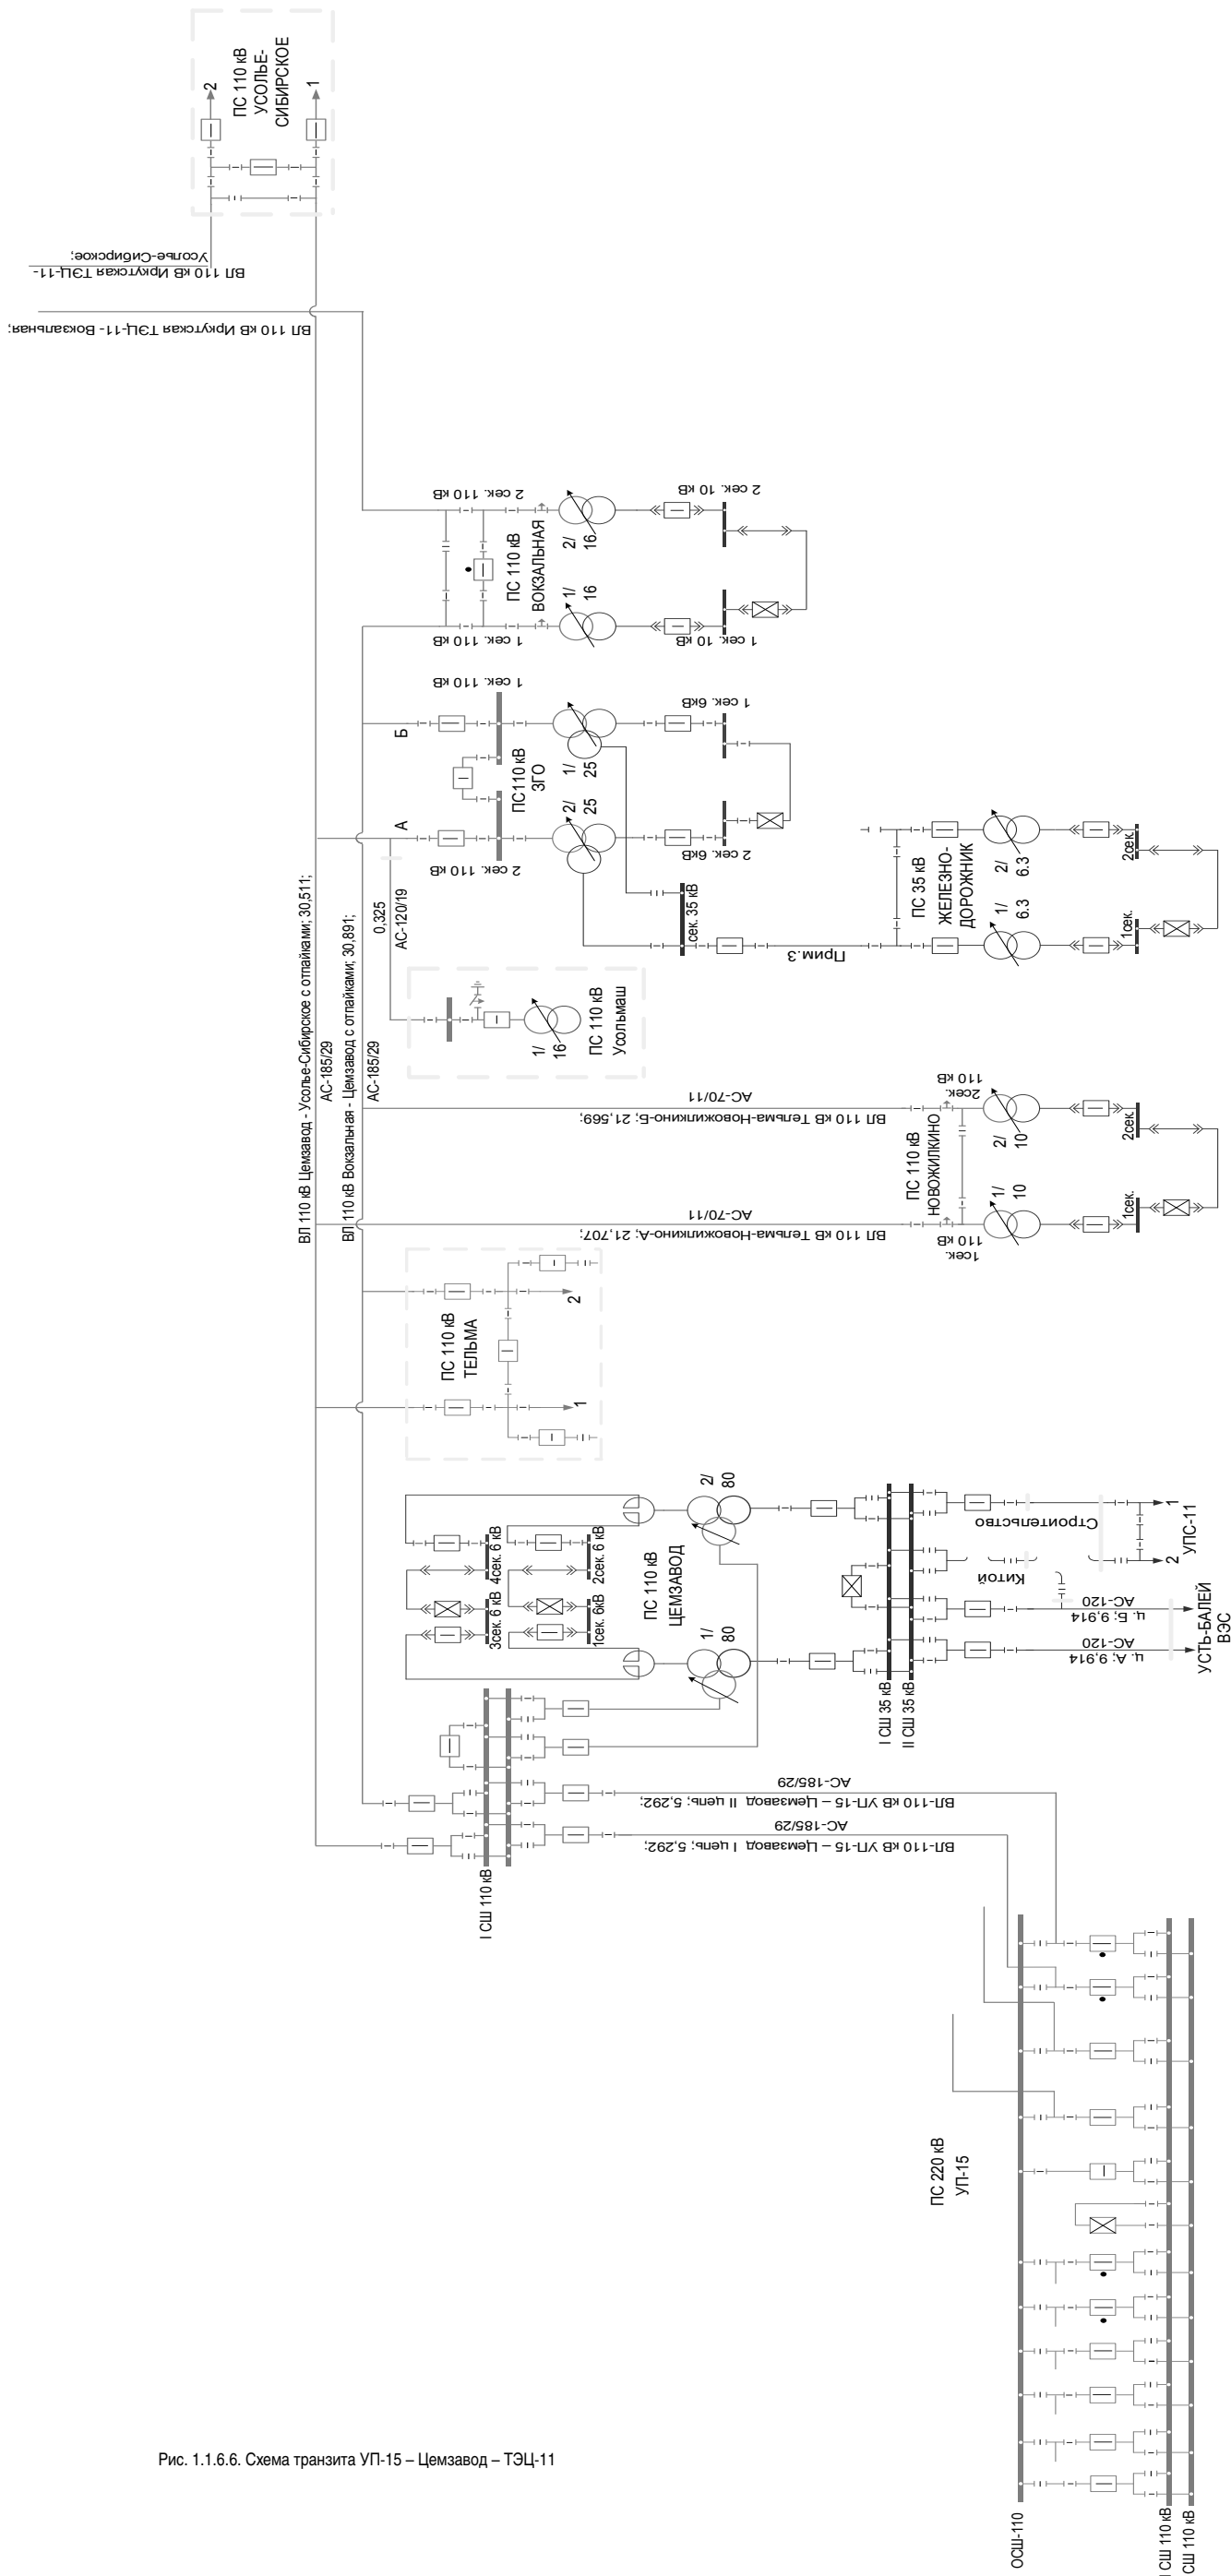 ПС 110 кВ
УСОЛЬЕ-
СИБИРСКОЕ
2
1
ВЛ 110 кВ Иркутская ТЭЦ-11-
Усолье-Сибирское;
ВЛ 110 кВ Иркутская ТЭЦ-11- Вокзальная;
2 сек. 110 кВ
ПС 110 кВ
ВОКЗАЛЬНАЯ
1 сек. 110 кВ
2/
16
1/
16
2 сек. 10 кВ
1 сек. 10 кВ
Б
А
1 сек. 110 кВ
ПС110 кВ
ЗГО
2 сек. 110 кВ
1/
25
2/
25
1 сек. 6кВ
2 сек. 6кВ
сек. 35 кВ
Прим.3
ПС 35 кВ
ЖЕЛЕЗНО-
ДОРОЖНИК
2/
6.3
1/
6.3
2сек.
1сек.
0,325
АС-120/19
ПС 110 кВ
Усольмаш
1/
16
ВЛ 110 кВ Цемзавод - Усолье-Сибирское с отпайками; 30,511;
АС-185/29
ВЛ 110 кВ Вокзальная - Цемзавод с отпайками; 30,891;
АС-185/29
ВЛ 110 кВ Тельма-Новожилкино-Б; 21,569;
АС-70/11
ВЛ 110 кВ Тельма-Новожилкино-А; 21,707;
АС-70/11
ПС 110 кВ
НОВОЖИЛКИНО
2сек.
110 кВ
1сек.
110 кВ
2/
10
1/
10
2сек.
1сек.
ПС 110 кВ
ТЕЛЬМА
2
1
3сек. 6 кВ
4сек. 6 кВ
1сек. 6кВ
2сек. 6 кВ
ПС 110 кВ
ЦЕМЗАВОД
2/
80
1/
80
I СШ 35 кВ
II СШ 35 кВ
Строительство
Китой
1
2
УПС-11
ц. Б; 9,914
АС-120
ц. А; 9,914
АС-120
УСТЬ-БАЛЕЙ
ВЭС
I СШ 110 кВ
ВЛ-110 кВ УП-15 – Цемзавод II цепь; 5,292;
АС-185/29
ВЛ-110 кВ УП-15 – Цемзавод I цепь; 5,292;
АС-185/29
ПС 220 кВ
УП-15
ОСШ-110
I СШ 110 кВ
СШ 110 кВ
Рис. 1.1.6.6. Схема транзита УП-15 – Цемзавод – ТЭЦ-11